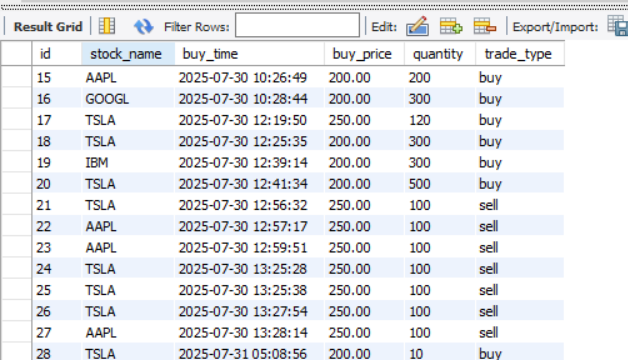 Result Grid Filter Rows: Edit: Export/Import:
id stock_name buy_time buy_price quantity trade_type
15 AAPL 2025-07-30 10:26:49 200.00 200 buy
16 GOOGL 2025-07-30 10:28:44 200.00 300 buy
17 TSLA 2025-07-30 12:19:50 250.00 120 buy
18 TSLA 2025-07-30 12:25:35 200.00 300 buy
19 IBM 2025-07-30 12:39:14 200.00 300 buy
20 TSLA 2025-07-30 12:41:34 200.00 500 buy
21 TSLA 2025-07-30 12:56:32 250.00 100 sell
22 AAPL 2025-07-30 12:57:17 250.00 100 sell
23 AAPL 2025-07-30 12:59:51 250.00 100 sell
24 TSLA 2025-07-30 13:25:28 250.00 100 sell
25 TSLA 2025-07-30 13:25:38 250.00 100 sell
26 TSLA 2025-07-30 13:27:54 250.00 100 sell
27 AAPL 2025-07-30 13:28:14 250.00 100 sell
28 TSLA 2025-07-31 05:08:56 200.00 10 buy